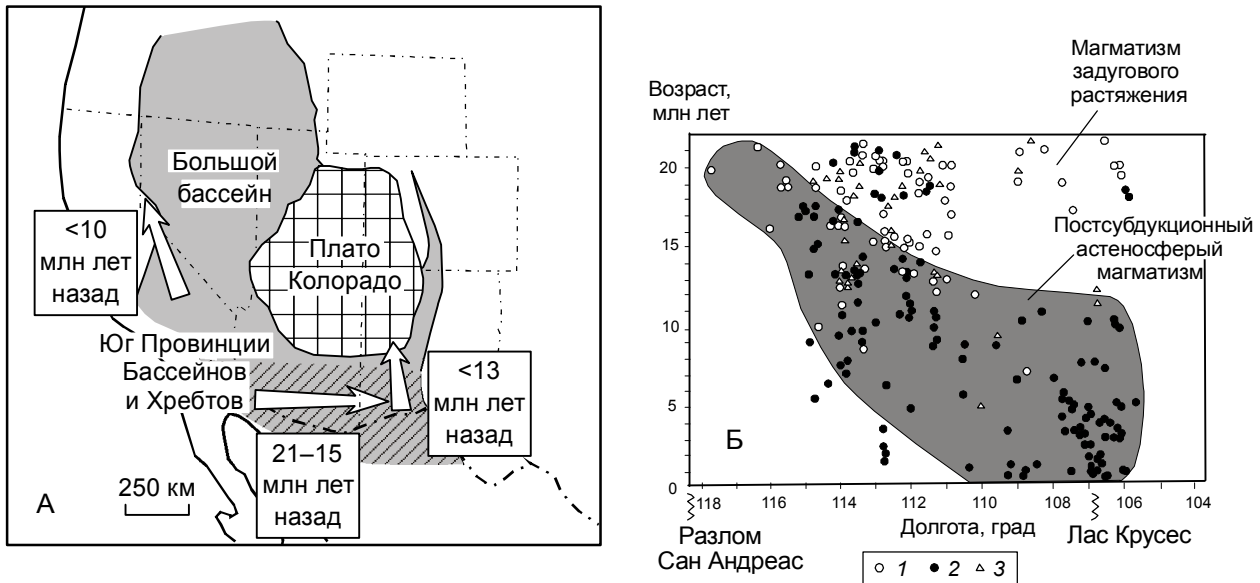 Большой
бассейн
<10
млн лет
назад
Плато
Колорадо
Юг Провинции
Бассейнов
и Хребтов
<13
млн лет
назад
21–15
млн лет
назад
250 км
А
Возраст,
млн лет
Магматизм
задугового
растяжения
Постсубдукционный
астеносферый
магматизм
20
15
10
5
0
Б
118 116 114 112 110 108 106 104
Долгота, град
Разлом
Сан Андреас
Лас Крусес
1 2 3